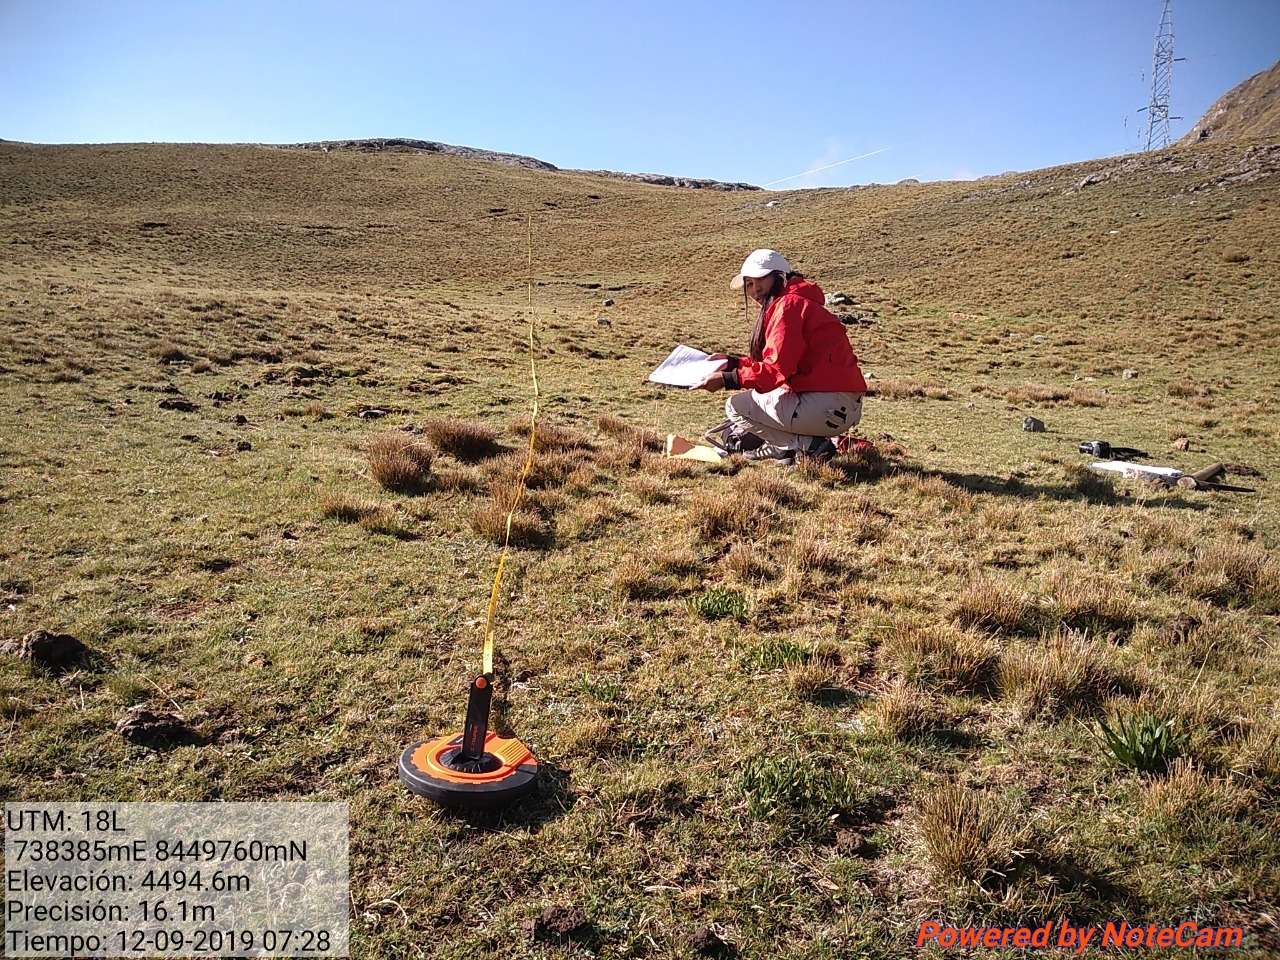 UTM: 18L
738385mE 8449760mN
Elevación: 4494.6m
Precisión: 16.1m
Tiempo: 12-09-2019 07:28
Powered by NoteCam